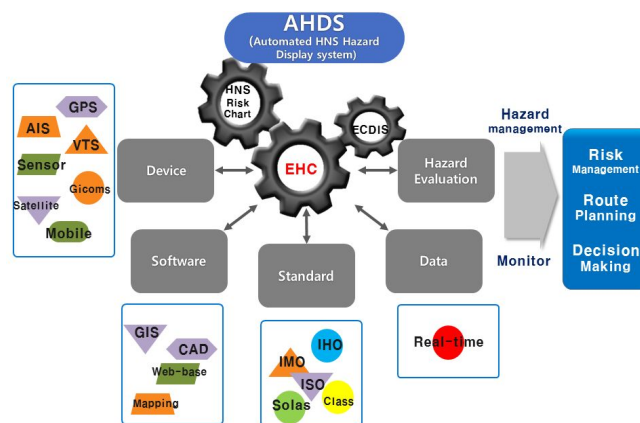 AHDS
(Automated HNS Hazard
Display system)
HNS
Risk
Chart
ECDIS
EHC
GPS
AIS
VTS
Sensor
Gicoms
Satellite
Mobile
Device
Hazard
Evaluation
Software
Standard
Data
GIS
CAD
Web-base
Mapping
IHO
IMO
ISO
Solas
Class
Real-time
Hazard
management
Monitor
Risk
Management
Route
Planning
Decision
Making